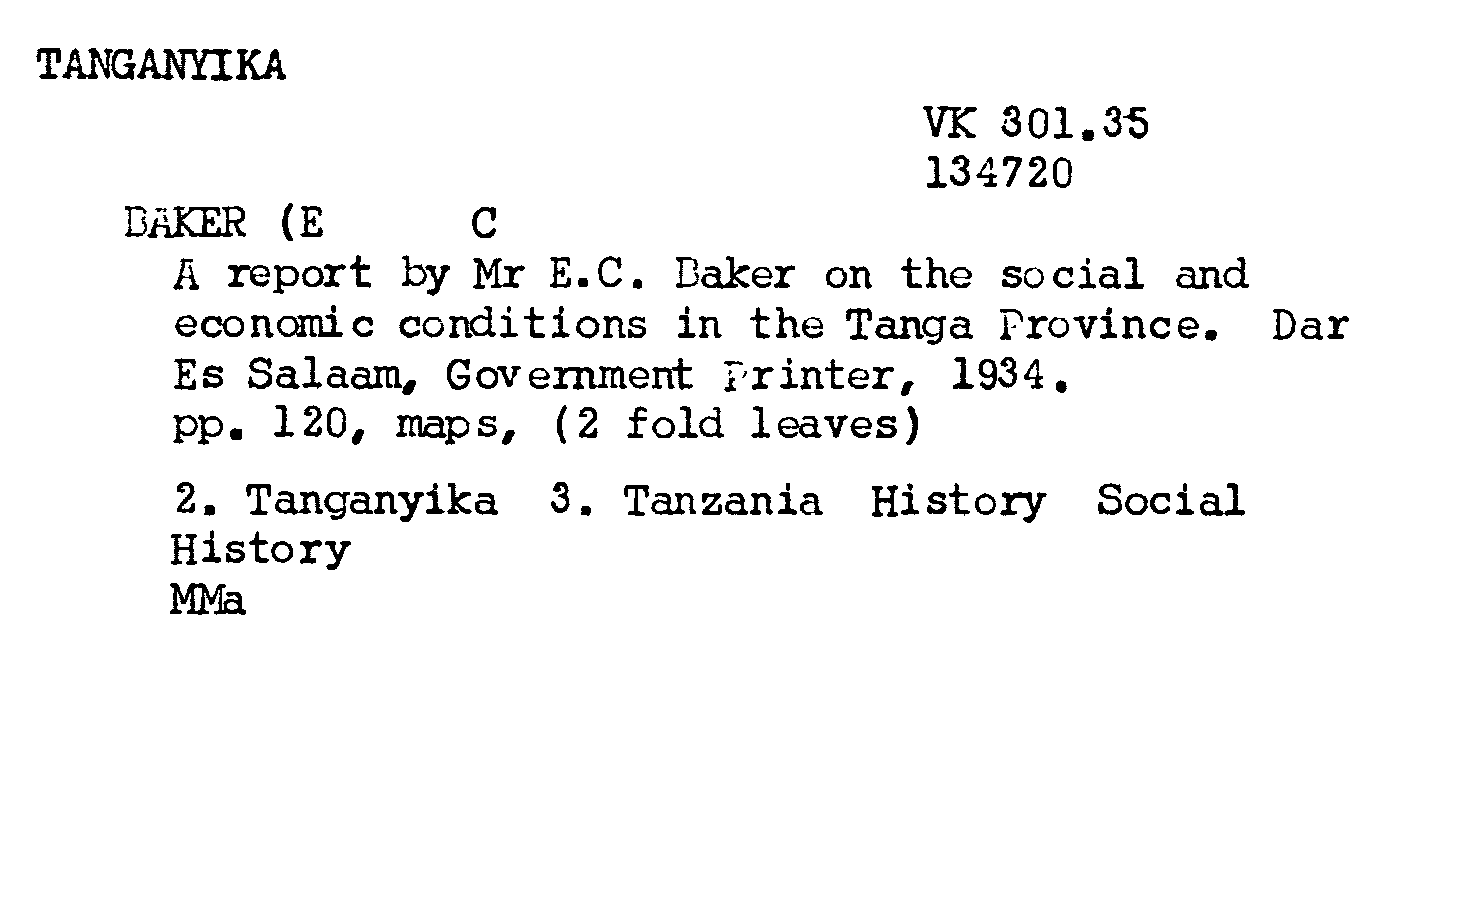 TANGANYIKA
VK 301.35
134720
BAKER (E C
A report by Mr E.C. Baker on the social and
economic conditions in the Tanga Province. Dar
Es Salaam, Government Printer, 1934.
pp. 120, maps, (2 fold leaves)
2. Tanganyika 3. Tanzania History Social
History
MMa